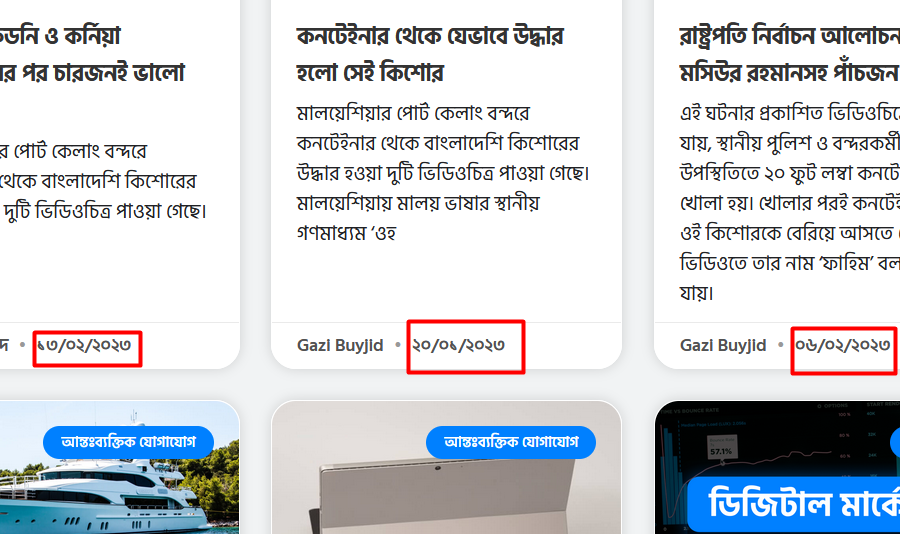 ডনি ও কর্নিয়া
র পর চারজনই ভালো
র পোর্ট কেলাং বন্দরে
থেকে বাংলাদেশি কিশোরের
দুটি ভিডিওচিত্র পাওয়া গেছে।
১৩/০২/২০২৩
কনটেইনার থেকে যেভাবে উদ্ধার
হলো সেই কিশোর
মালয়েশিয়ার পোর্ট কেলাং বন্দরে
কনটেইনার থেকে বাংলাদেশি কিশোরের
উদ্ধার হওয়া দুটি ভিডিওচিত্র পাওয়া গেছে।
মালয়েশিয়ায় মালয় ভাষার স্থানীয়
গণমাধ্যম ‘ওহ
Gazi Buyjid • ২০/০১/২০২৩
রাষ্ট্রপতি নির্বাচন আলোচন
মসিউর রহমানসহ পাঁচজন
এই ঘটনার প্রকাশিত ভিডিওচি
যায়, স্থানীয় পুলিশ ও বন্দরকর্মী
উপস্থিতিতে ২০ ফুট লম্বা কনটে
খোলা হয়। খোলার পরই কনটেই
ওই কিশোরকে বেরিয়ে আসতে
ভিডিওতে তার নাম ‘ফাহিম’ বল
যায়।
Gazi Buyjid • ০৬/০২/২০২৩
আন্তঃব্যক্তিক যোগাযোগ
আন্তঃব্যক্তিক যোগাযোগ
OPTIONS
57.1%
ডিজিটাল মার্কে